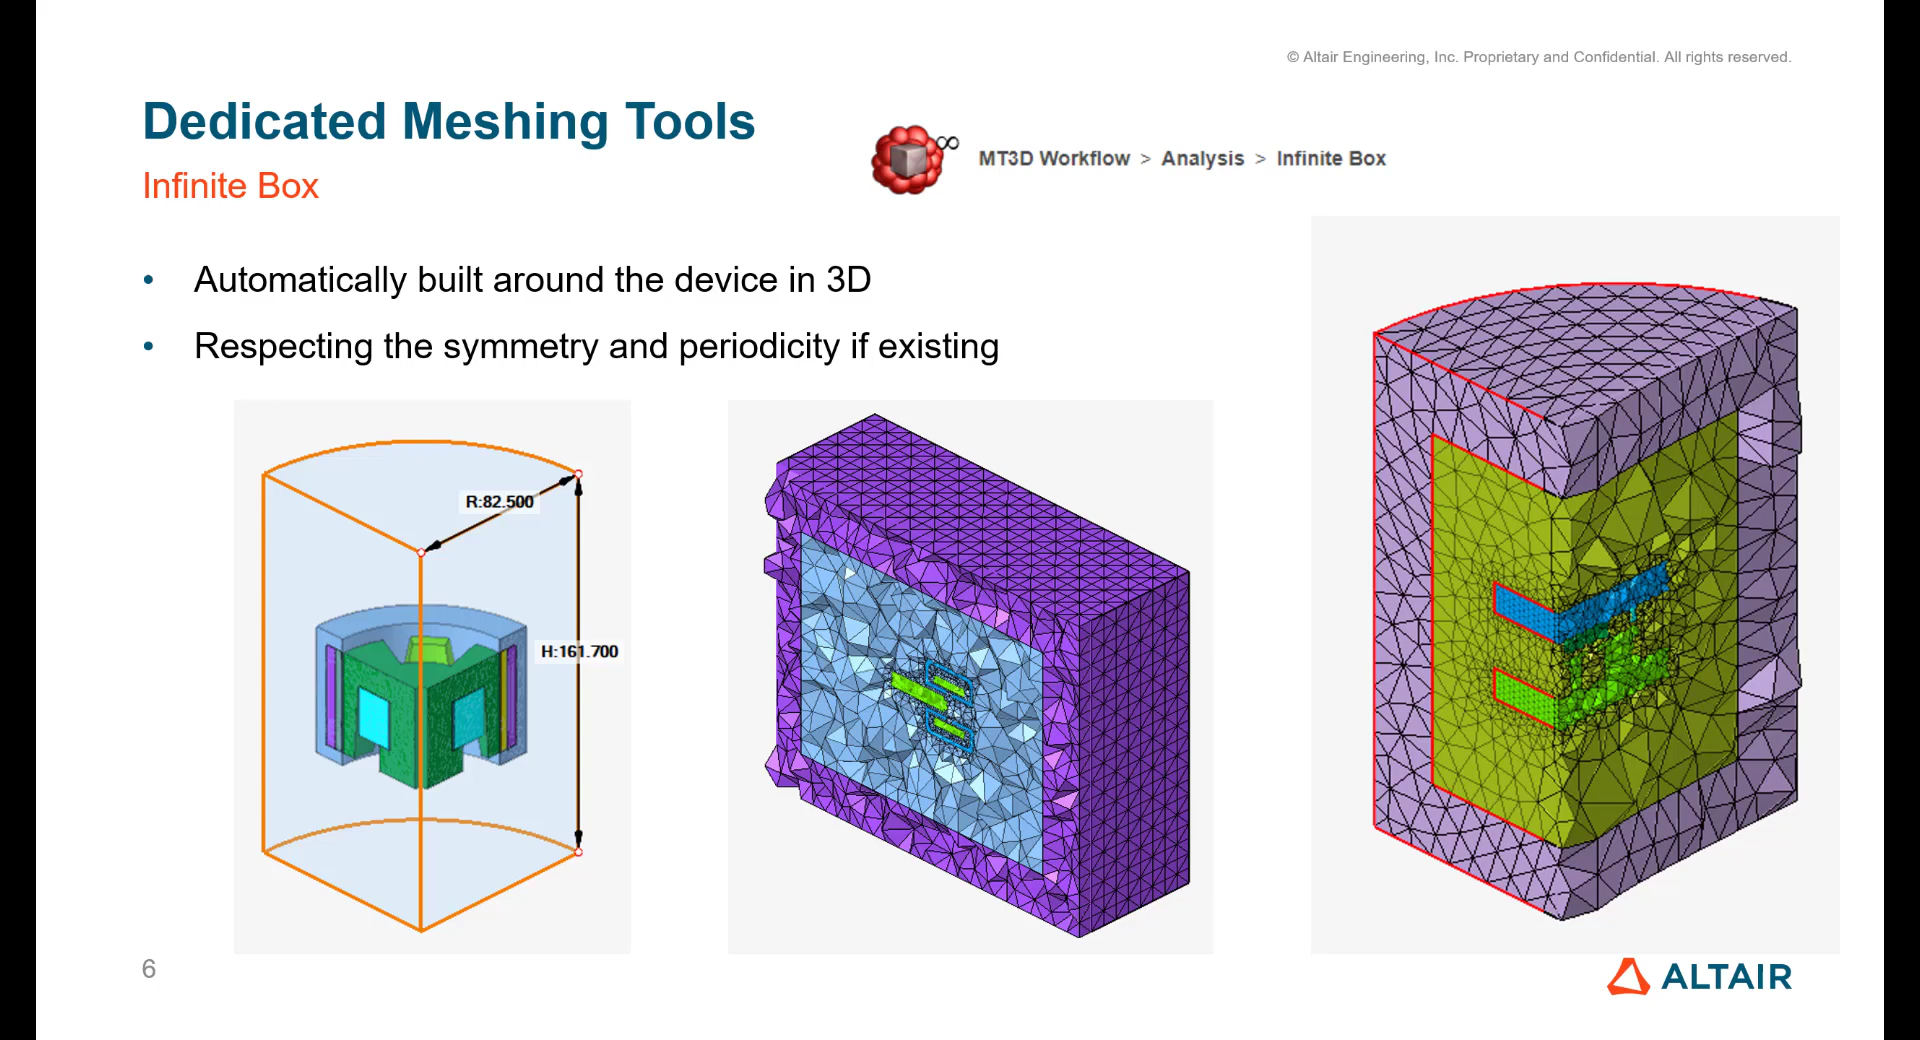 © Altair Engineering, Inc. Proprietary and Confidential. All rights reserved.
Dedicated Meshing Tools
Infinite Box
∞
MT3D Workflow > Analysis > Infinite Box
• Automatically built around the device in 3D
• Respecting the symmetry and periodicity if existing
R:82.500
H:161.700
6
ALTAIR